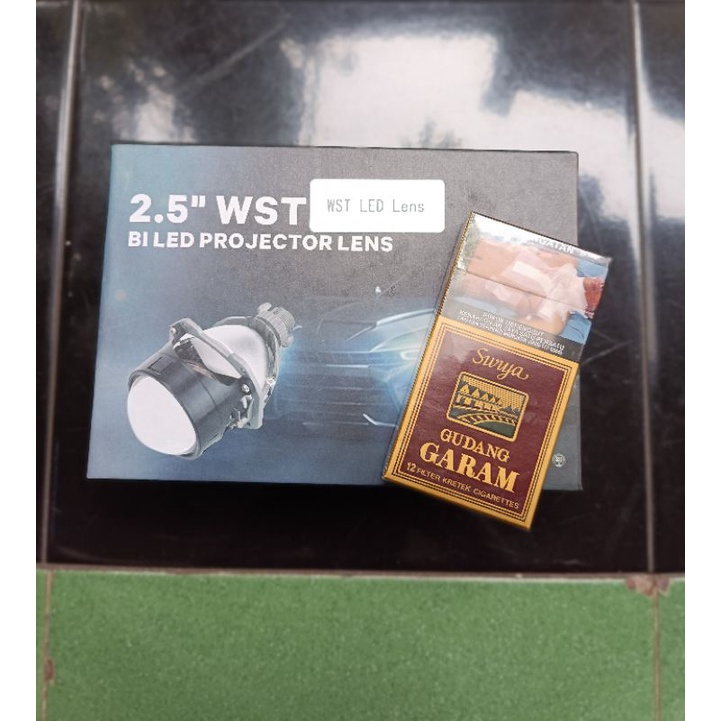 2.5" WST
WST LED Lens
BI LED PROJECTOR LENS
Surya
GUDANG
GARAM
12 FILTER KRETEK CIGARETTES